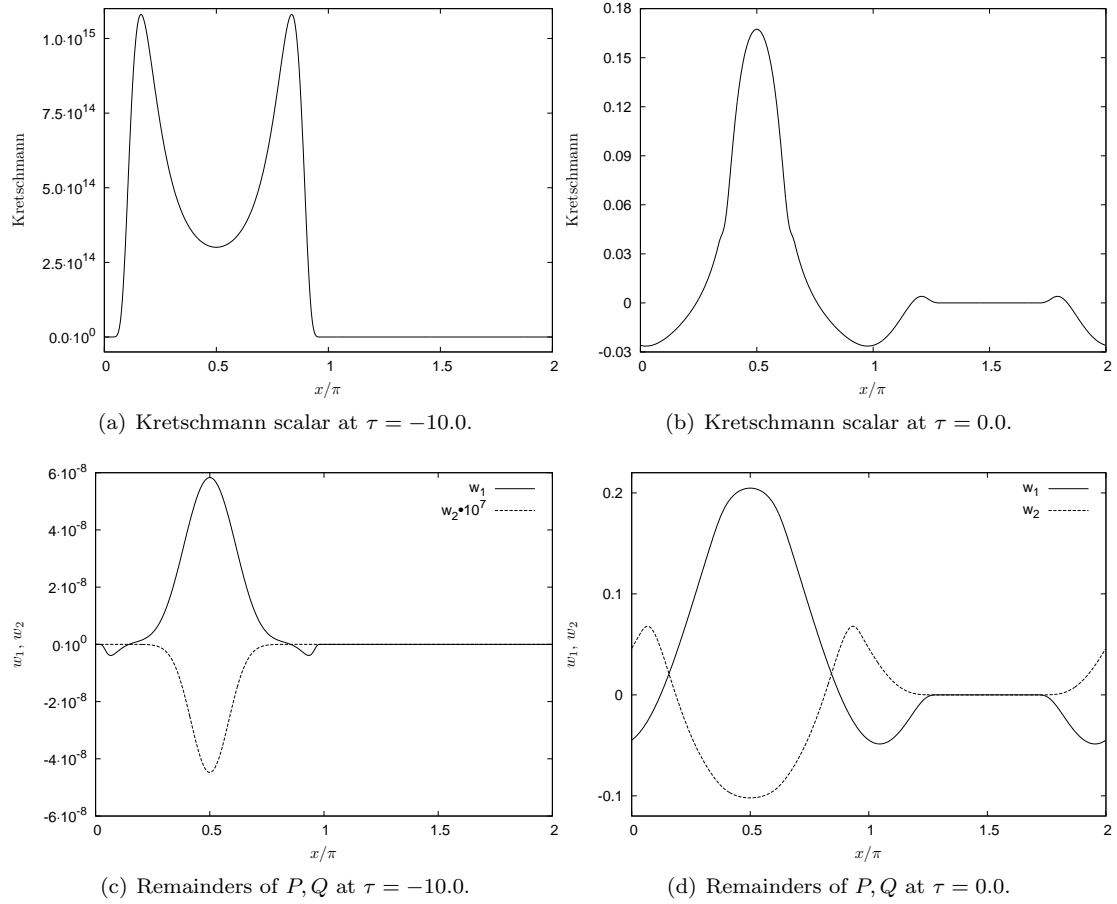 Kretschmann
1.0·10^15
7.5·10^14
5.0·10^14
2.5·10^14
0.0·10^0
0
0.5
1
1.5
2
x/π
(a) Kretschmann scalar at τ = −10.0.
Kretschmann
0.18
0.15
0.12
0.09
0.06
0.03
0
-0.03
0
0.5
1
1.5
2
x/π
(b) Kretschmann scalar at τ = 0.0.
w1, w2
6·10^-8
4·10^-8
2·10^-8
0·10^0
-2·10^-8
-4·10^-8
-6·10^-8
w1
w2•10^7
0
0.5
1
1.5
2
x/π
(c) Remainders of P, Q at τ = −10.0.
w1, w2
0.2
0.1
0
-0.1
w1
w2
0
0.5
1
1.5
2
x/π
(d) Remainders of P, Q at τ = 0.0.